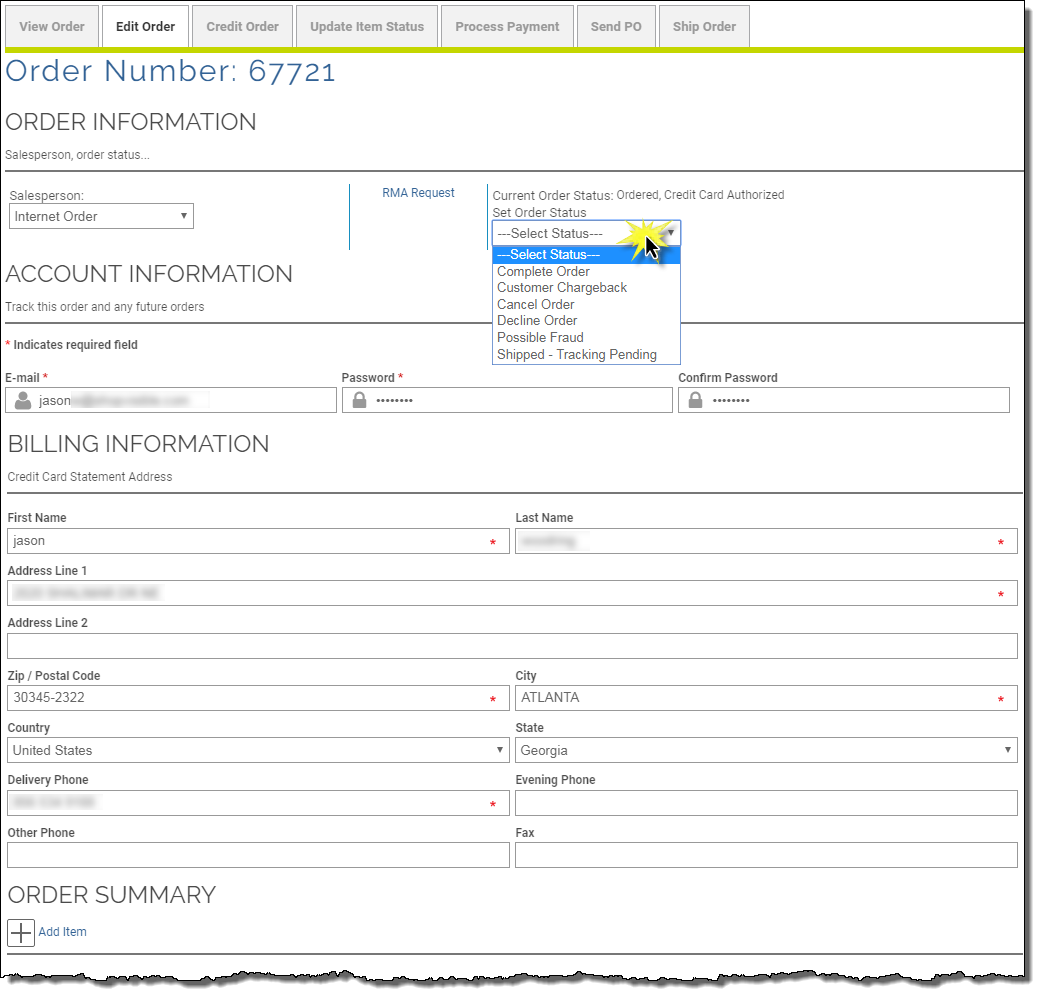 View Order Edit Order Credit Order Update Item Status Process Payment Send PO Ship Order
Order Number: 67721
ORDER INFORMATION
Salesperson, order status...
Salesperson:
Internet Order
RMA Request
Current Order Status: Ordered, Credit Card Authorized
Set Order Status
---Select Status---
---Select Status---
Complete Order
Customer Chargeback
Cancel Order
Decline Order
Possible Fraud
Shipped - Tracking Pending
ACCOUNT INFORMATION
Track this order and any future orders
* Indicates required field
E-mail * Password * Confirm Password
jason •••••••• ••••••••
BILLING INFORMATION
Credit Card Statement Address
First Name Last Name
jason * *
Address Line 1
*
Address Line 2
Zip / Postal Code City
30345-2322 * ATLANTA *
Country State
United States Georgia
Delivery Phone Evening Phone
*
Other Phone Fax
ORDER SUMMARY
Add Item